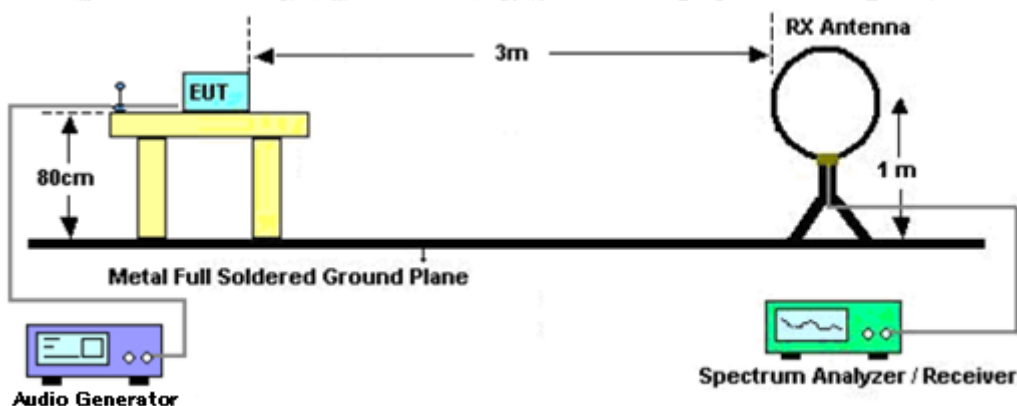 RX Antenna
3m
EUT
80cm
1 m
Metal Full Soldered Ground Plane
Spectrum Analyzer / Receiver
Audio Generator